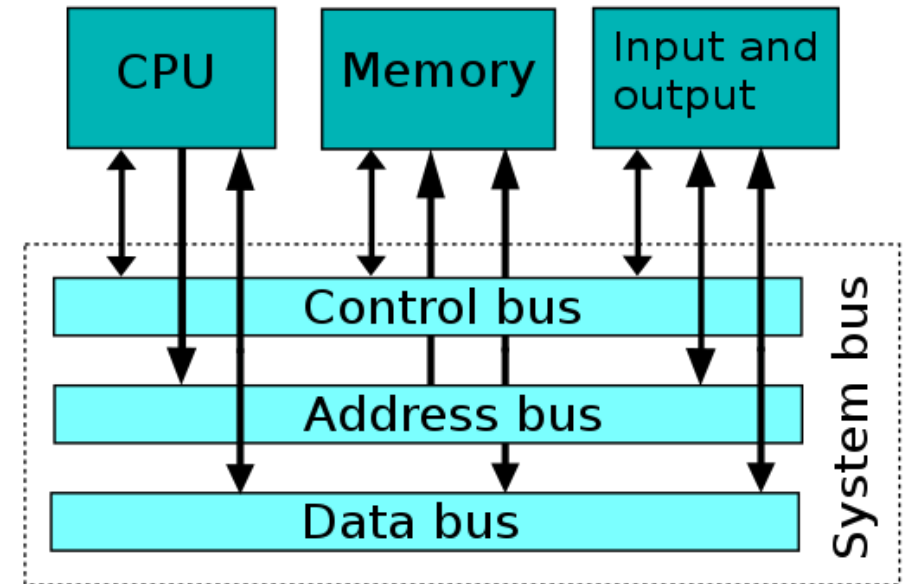 CPU
Memory
Input and
output
Control bus
Address bus
Data bus
System bus